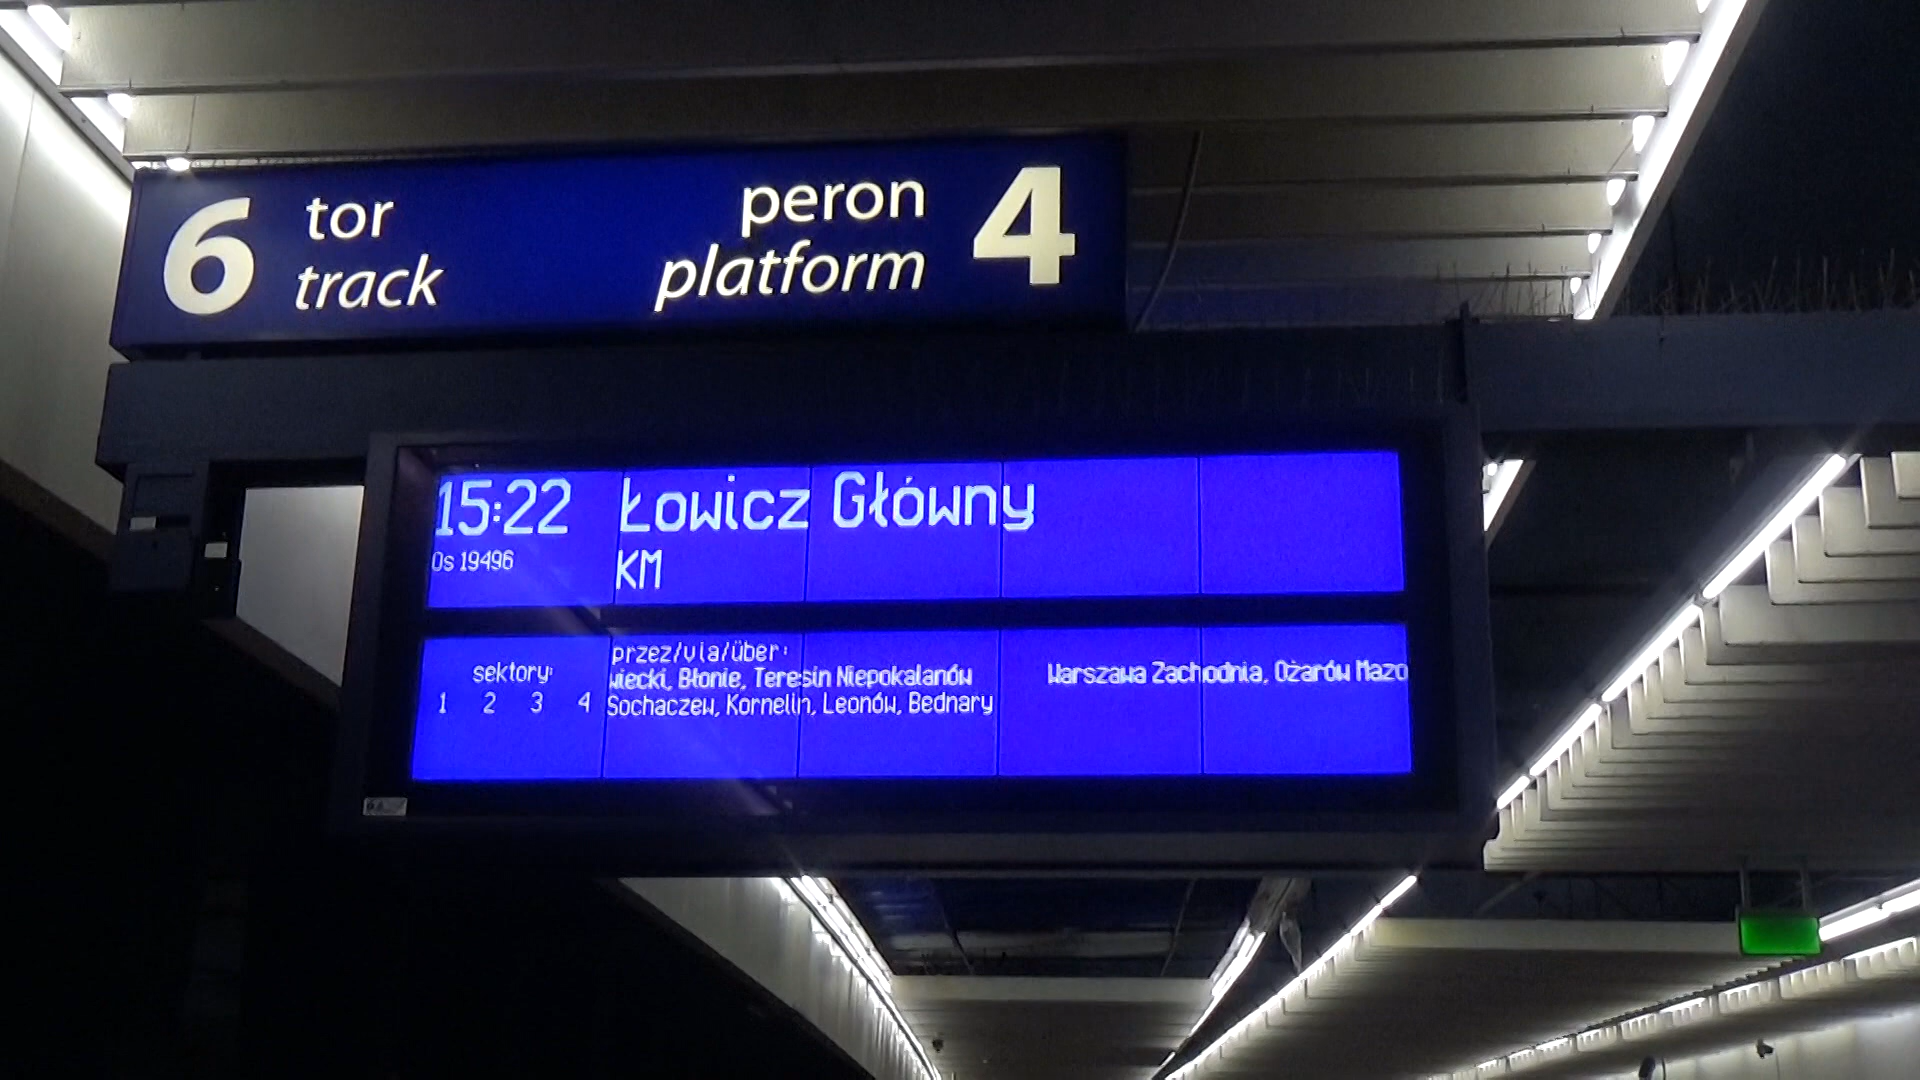 6 tor peron 4
track platform
15:22 Łowicz Główny
Os 19496 KM
sektory:
1 2 3 4
przez/via/über:
wiecki, Błonie, Teresin Niepokalanów Warszawa Zachodnia, Ożarów Mazo
Sochaczew, Kornelin, Leonów, Bednary